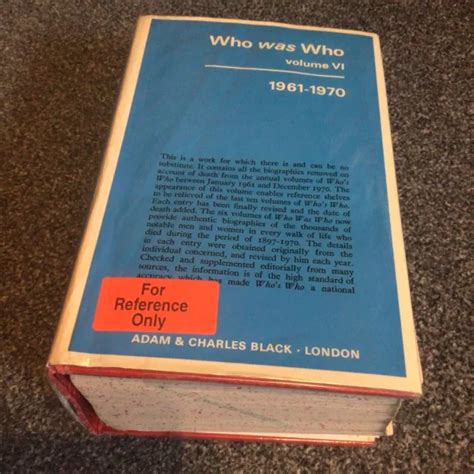 Who was Who
volume VI
1961-1970
This is a work for which there is and can be no
substitute. It contains all the biographies removed on
account of death from the annual volumes of Who's
Who between January 1961 and December 1970. The
appearance of this volume enables reference shelves
to be relieved of the last ten volumes of Who's Who.
Each entry has been finally revised and the date of
death added. The six volumes of Who Was Who now
provide authentic biographies of the thousands of
notable men and women in every walk of life who
died during the period of 1897-1970. The details
in each entry were obtained originally from the
individual concerned, and revised by him each year.
Checked and supplemented editorially from many
sources, the information is of the high standard of
accuracy which has made Who's Who a national
For
Reference
Only
ADAM & CHARLES BLACK · LONDON